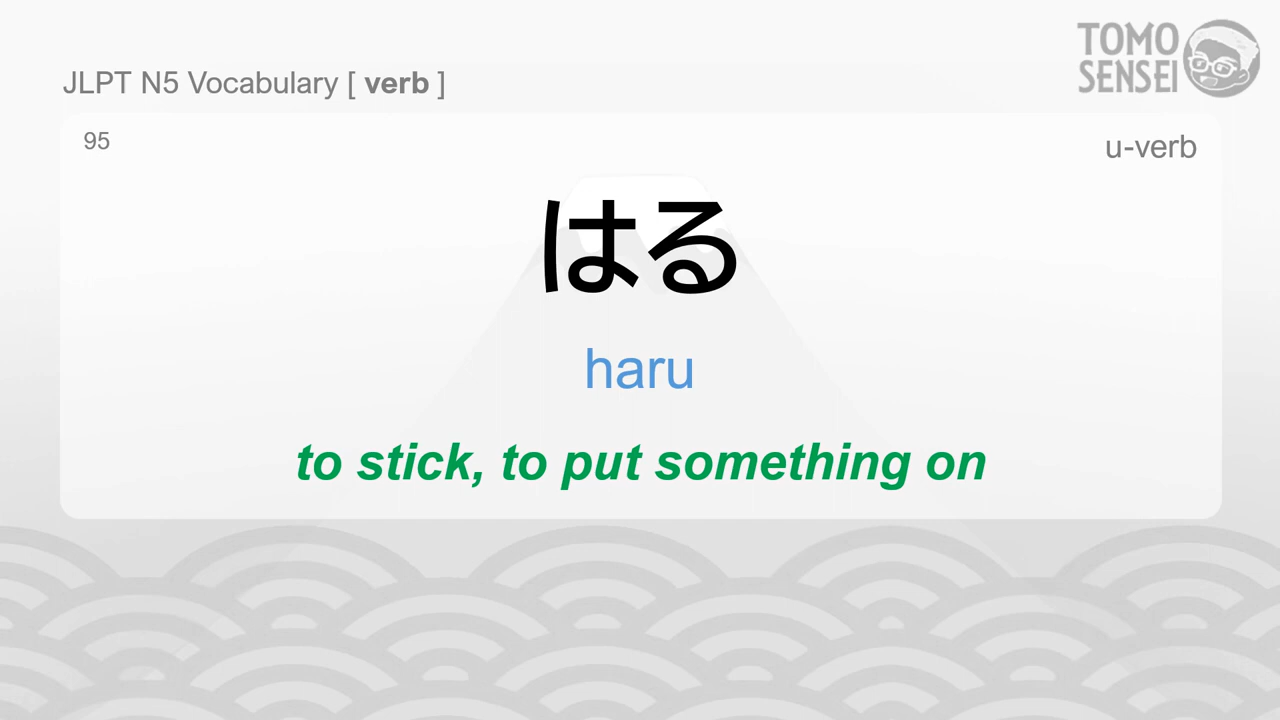 TOMO
SENSEI
JLPT N5 Vocabulary [ verb ]
95
u-verb
はる
haru
to stick, to put something on